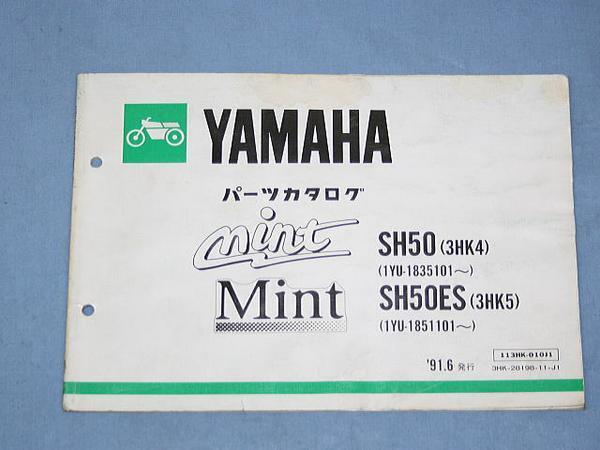 YAMAHA
パーツカタログ
mint
SH50 (3HK4)
(1YU-1835101～)
Mint
SH50ES (3HK5)
(1YU-1851101～)
113HK-010J1
'91.6 発行
3HK-28198-11-J1